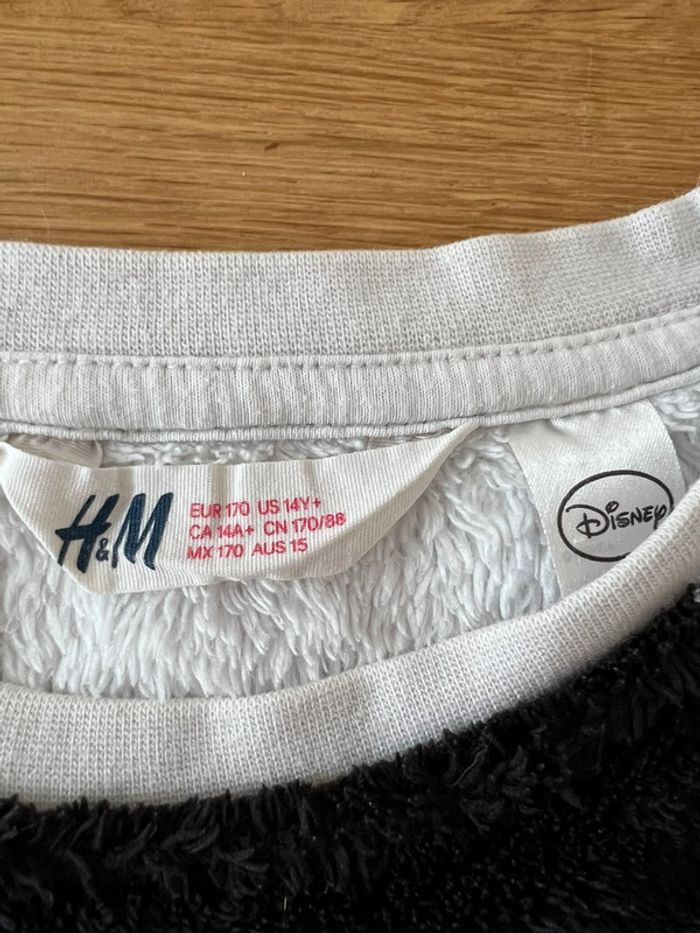 H&M
EUR 170 US 14Y+
CA 14A+ CN 170/88
MX 170 AUS 15
Disney